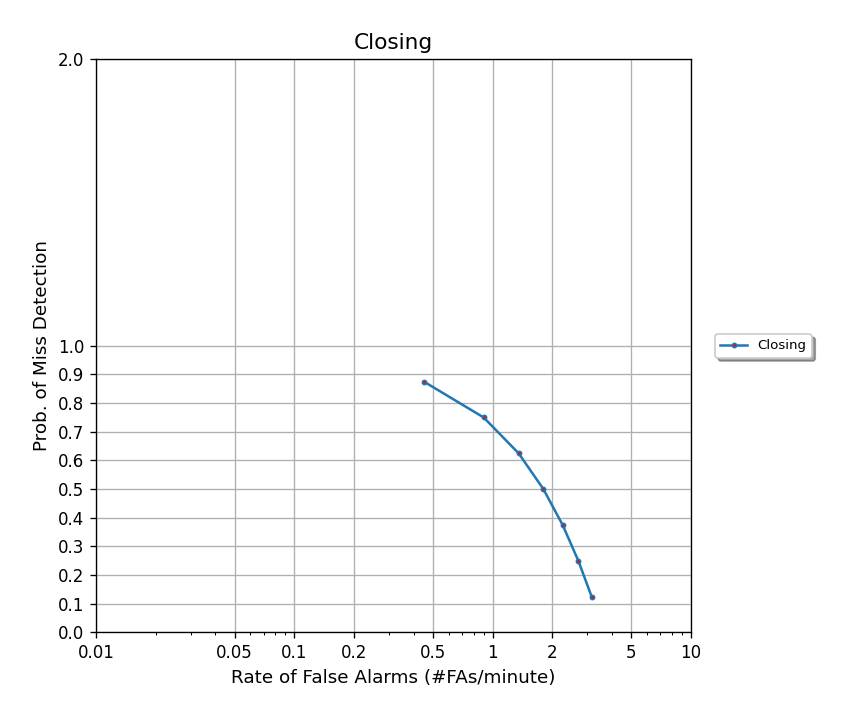 Closing
2.0
1.0
0.9
0.8
0.7
0.6
0.5
0.4
0.3
0.2
0.1
0.0
Prob. of Miss Detection
0.01 0.05 0.1 0.2 0.5 1 2 5 10
Rate of False Alarms (#FAs/minute)
Closing